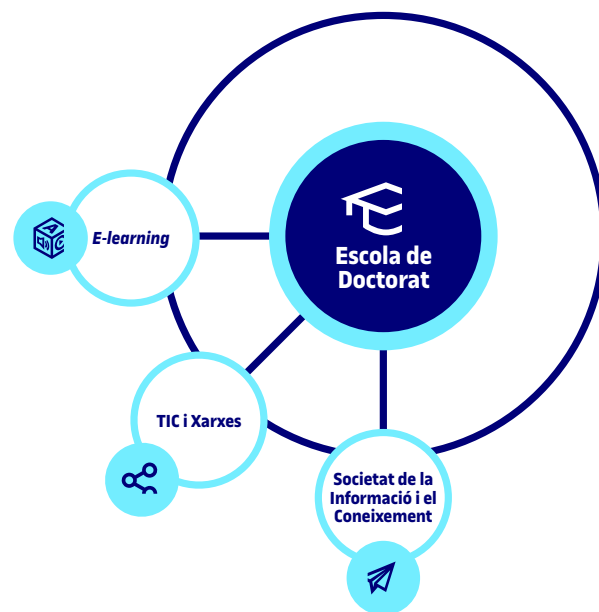 Escola de
Doctorat
E-learning
TIC i Xarxes
Societat de la
Informació i el
Coneixement